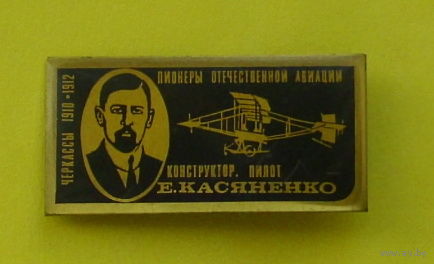 ПИОНЕРЫ ОТЕЧЕСТВЕННОЙ АВИАЦИИ
ЧЕРКАССЫ 1910-1912
КОНСТРУКТОР. ПИЛОТ
Е.КАСЯНЕНКО